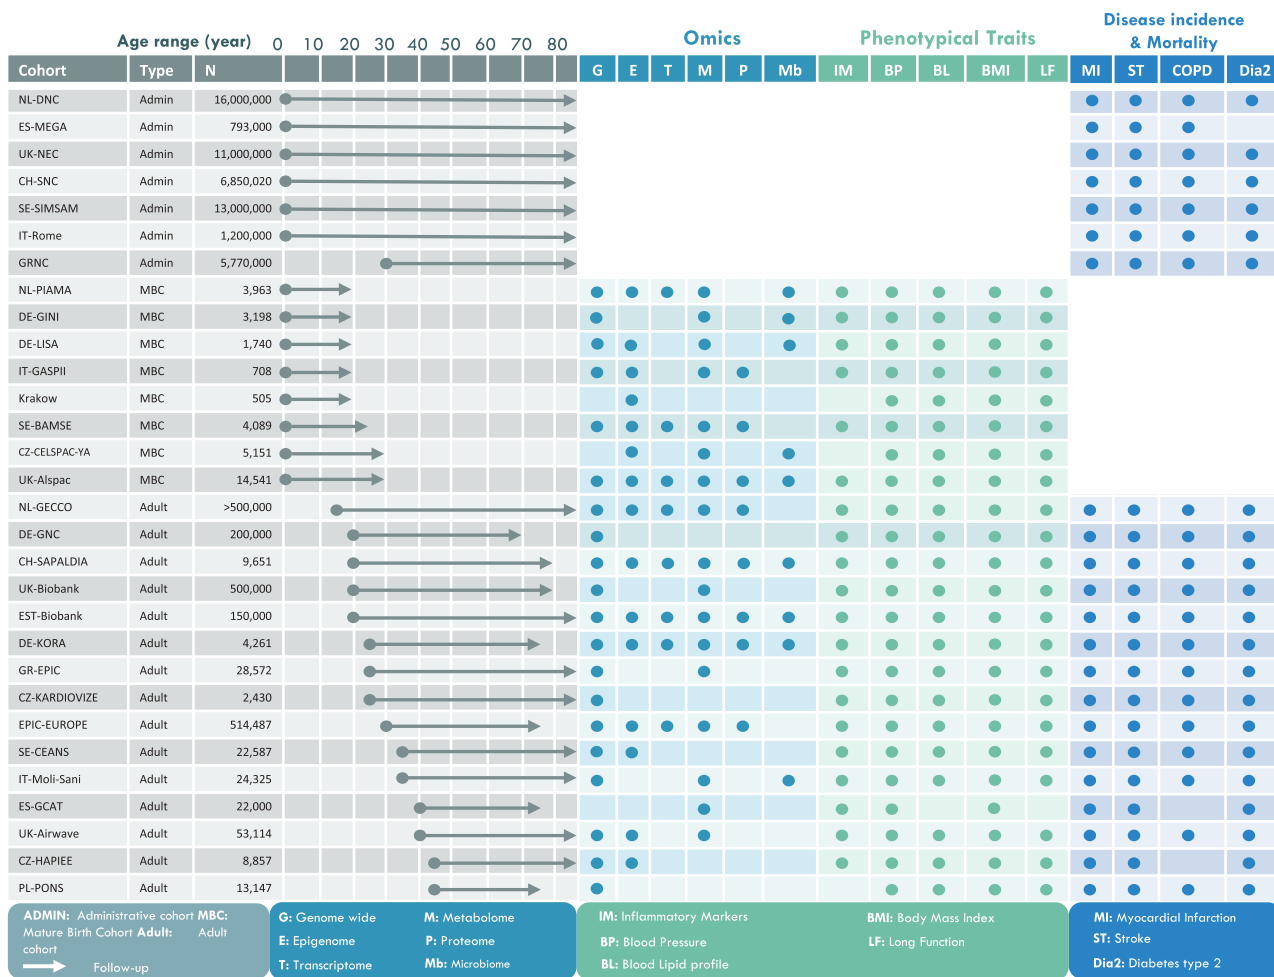 Disease incidence
& Mortality
Age range (year) 0 10 20 30 40 50 60 70 80 Omics Phenotypical Traits
Cohort Type N G E T M P Mb IM BP BL BMI LF MI ST COPD Dia2
NL-DNC Admin 16,000,000
ES-MEGA Admin 793,000
UK-NEC Admin 11,000,000
CH-SNC Admin 6,850,020
SE-SIMSAM Admin 13,000,000
IT-Rome Admin 1,200,000
GRNC Admin 5,770,000
NL-PIAMA MBC 3,963
DE-GINI MBC 3,198
DE-LISA MBC 1,740
IT-GASPII MBC 708
Krakow MBC 505
SE-BAMSE MBC 4,089
CZ-CELSPAC-YA MBC 5,151
UK-Alspac MBC 14,541
NL-GECCO Adult >500,000
DE-GNC Adult 200,000
CH-SAPALDIA Adult 9,651
UK-Biobank Adult 500,000
EST-Biobank Adult 150,000
DE-KORA Adult 4,261
GR-EPIC Adult 28,572
CZ-KARDIOVIZE Adult 2,430
EPIC-EUROPE Adult 514,487
SE-CEANS Adult 22,587
IT-Moli-Sani Adult 24,325
ES-GCAT Adult 22,000
UK-Airwave Adult 53,114
CZ-HAPIEE Adult 8,857
PL-PONS Adult 13,147
ADMIN: Administrative cohort MBC:
Mature Birth Cohort Adult: Adult
cohort
Follow-up
G: Genome wide
E: Epigenome
T: Transcriptome
M: Metabolome
P: Proteome
Mb: Microbiome
IM: Inflammatory Markers
BP: Blood Pressure
BL: Blood Lipid profile
BMI: Body Mass Index
LF: Long Function
MI: Myocardial Infarction
ST: Stroke
Dia2: Diabetes type 2